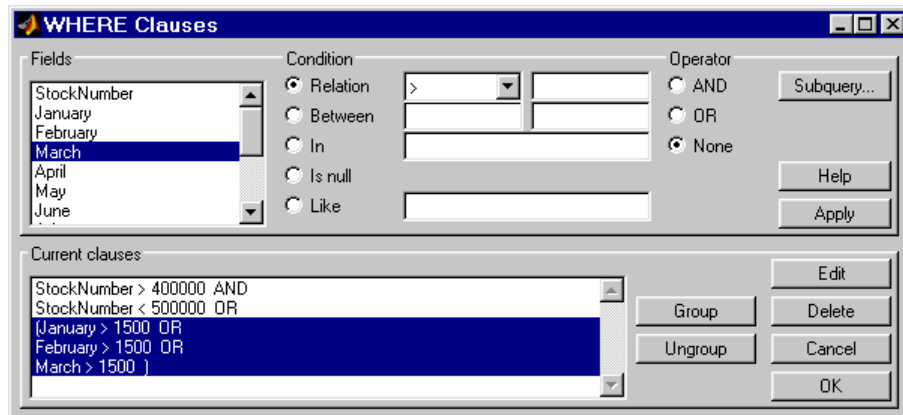 WHERE Clauses
Fields
StockNumber
January
February
March
April
May
June
Condition
Relation >
Between
In
Is null
Like
Operator
AND
OR
None
Subquery...
Help
Apply
Current clauses
StockNumber > 400000 AND
StockNumber < 500000 OR
(January > 1500 OR
February > 1500 OR
March > 1500 )
Group
Ungroup
Edit
Delete
Cancel
OK